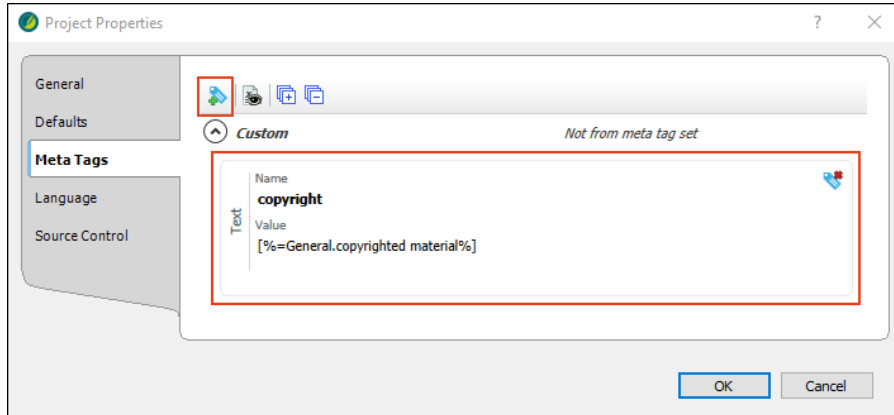 Project Properties
?
General
Defaults
Meta Tags
Language
Source Control
Custom Not from meta tag set
Text
Name
copyright
Value
[%=General.copyrighted material%]
OK Cancel